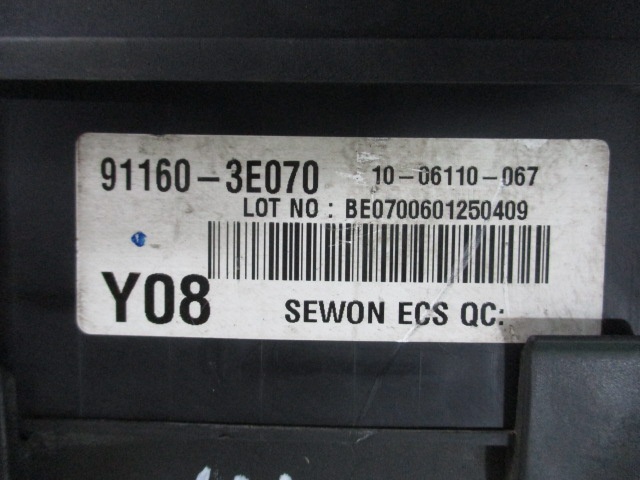 91160-3E070 10-06110-067
LOT NO : BE0700601250409
Y08 SEWON ECS QC: